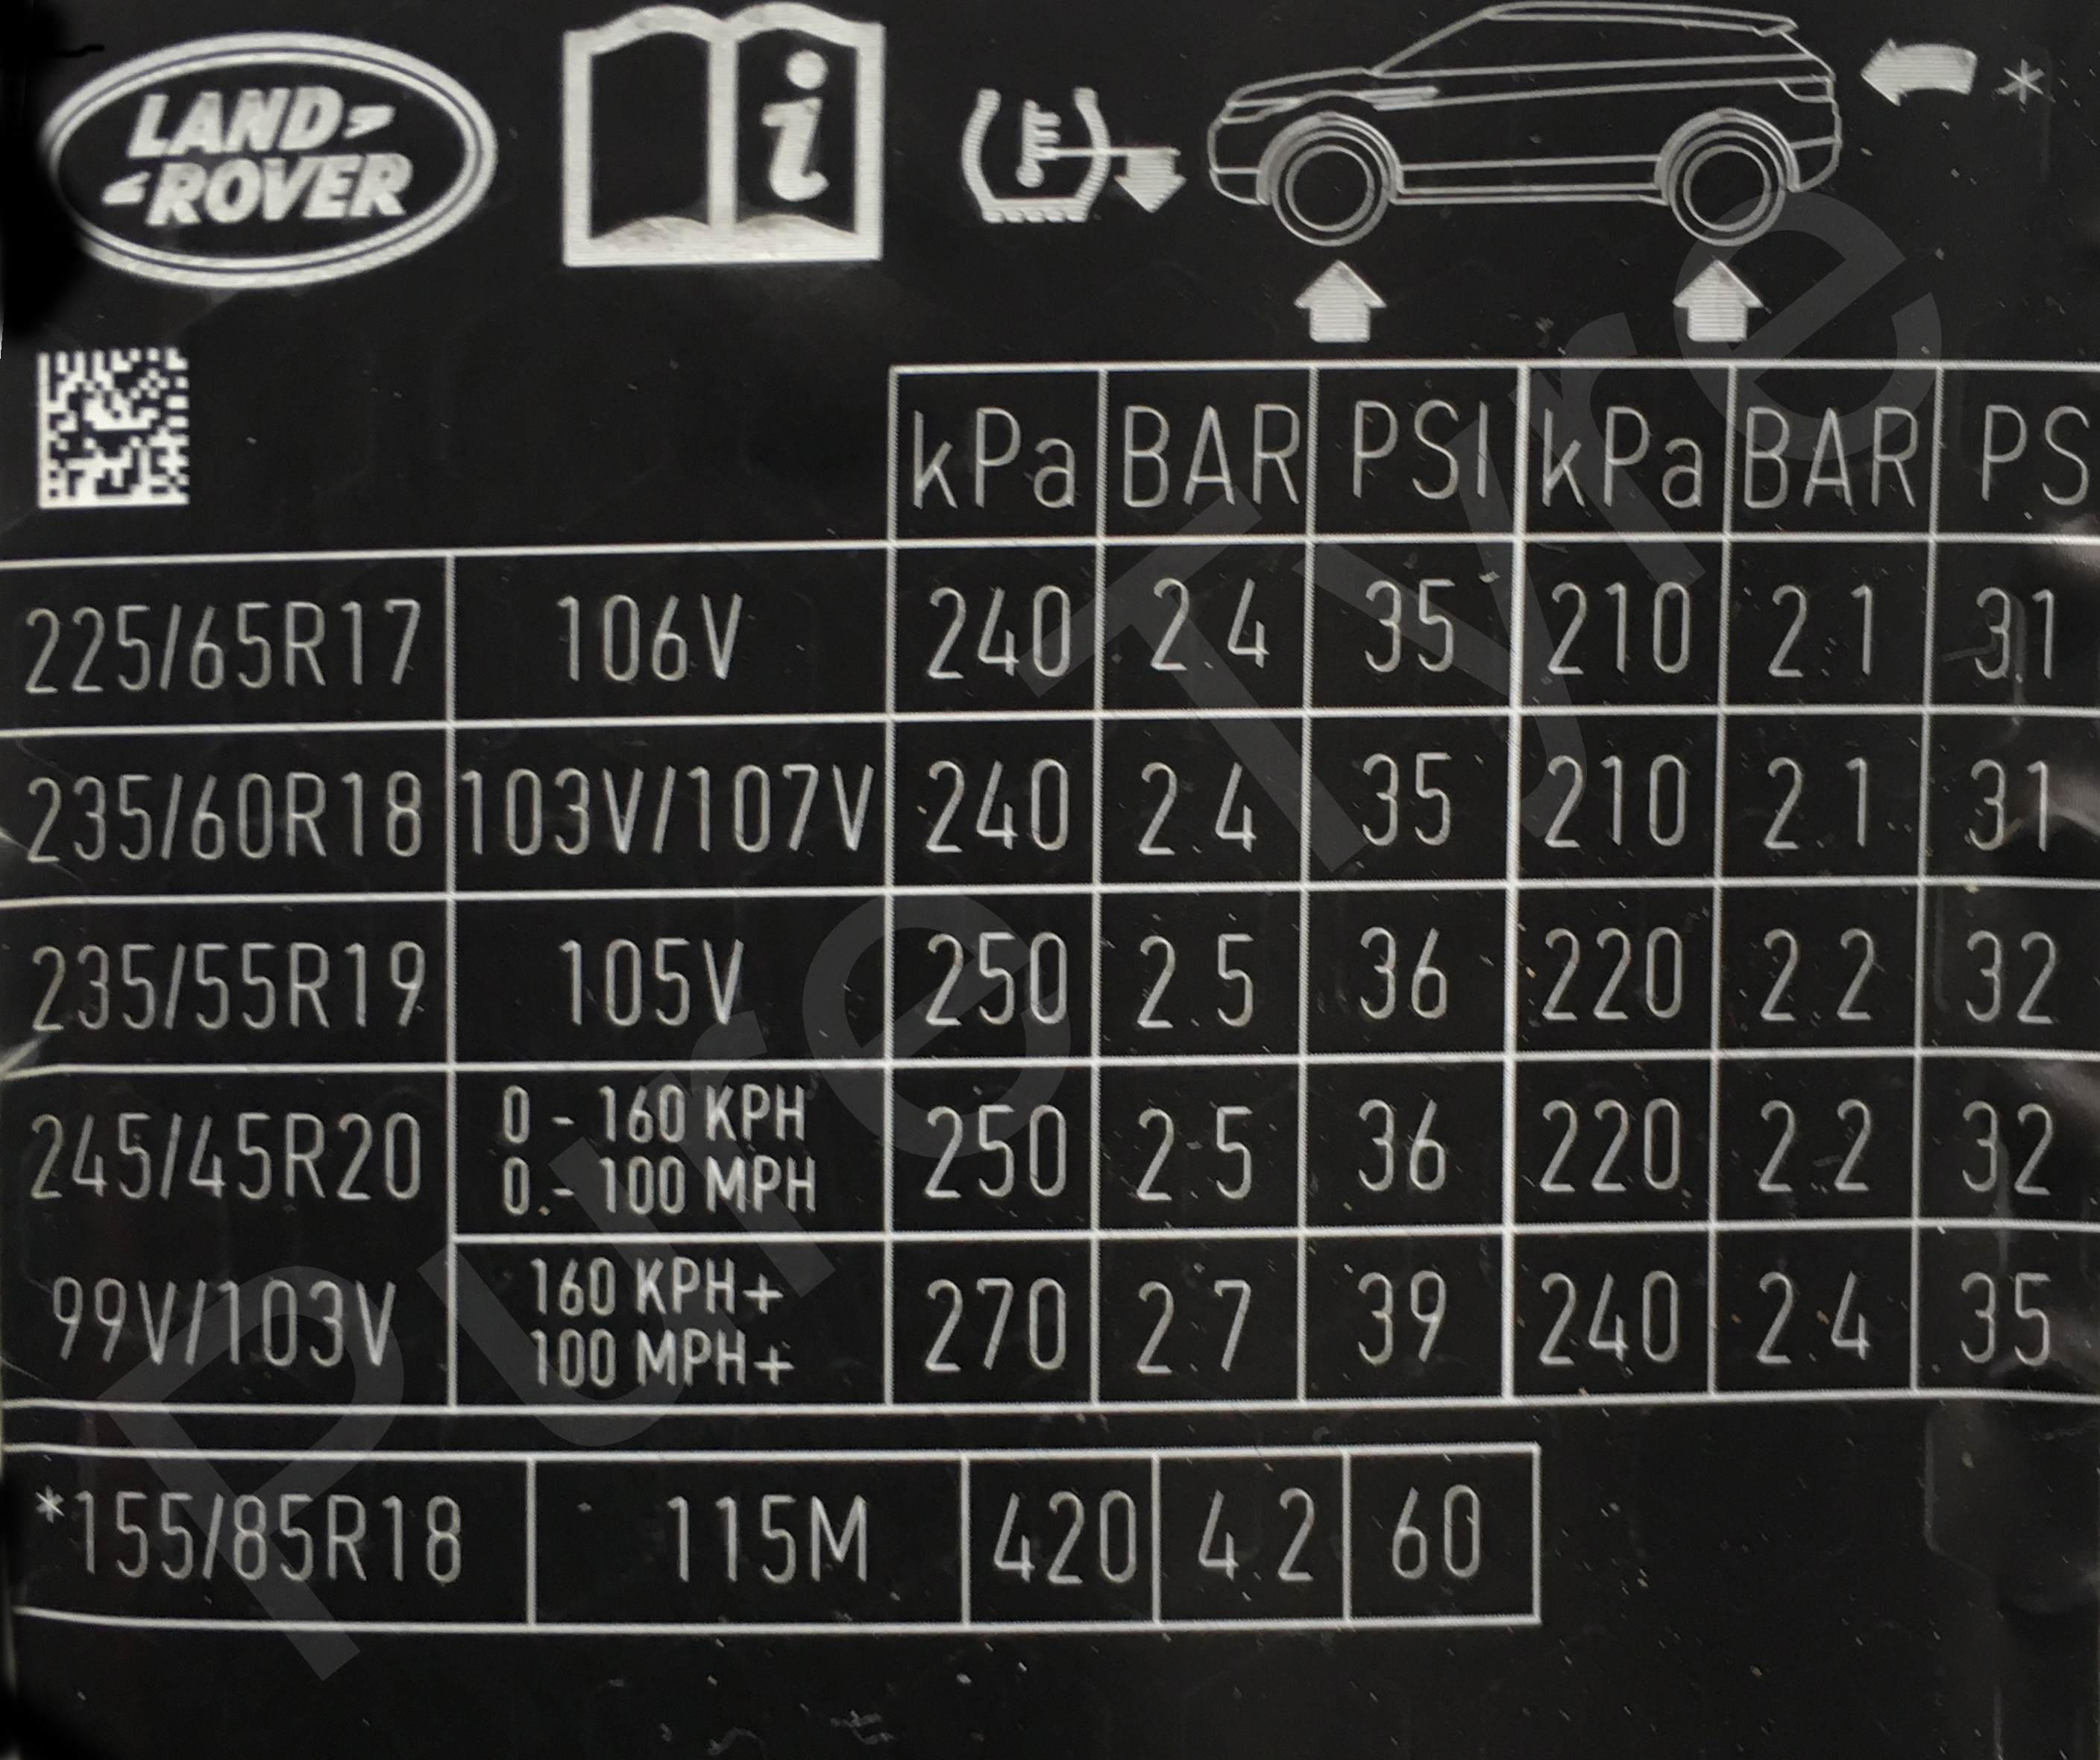 LAND-
-ROVER
i
*
kPa BAR PSI kPa BAR PS
225/65R17 106V 240 2.4 35 210 2.1 31
235/60R18 103V/107V 240 2.4 35 210 2.1 31
235/55R19 105V 250 2.5 36 220 2.2 32
245/45R20 0 - 160 KPH 250 2.5 36 220 2.2 32
0 - 100 MPH
99V/103V 160 KPH+ 270 2.7 39 240 2.4 35
100 MPH+
*155/85R18 115M 420 4.2 60
Pure Tyre